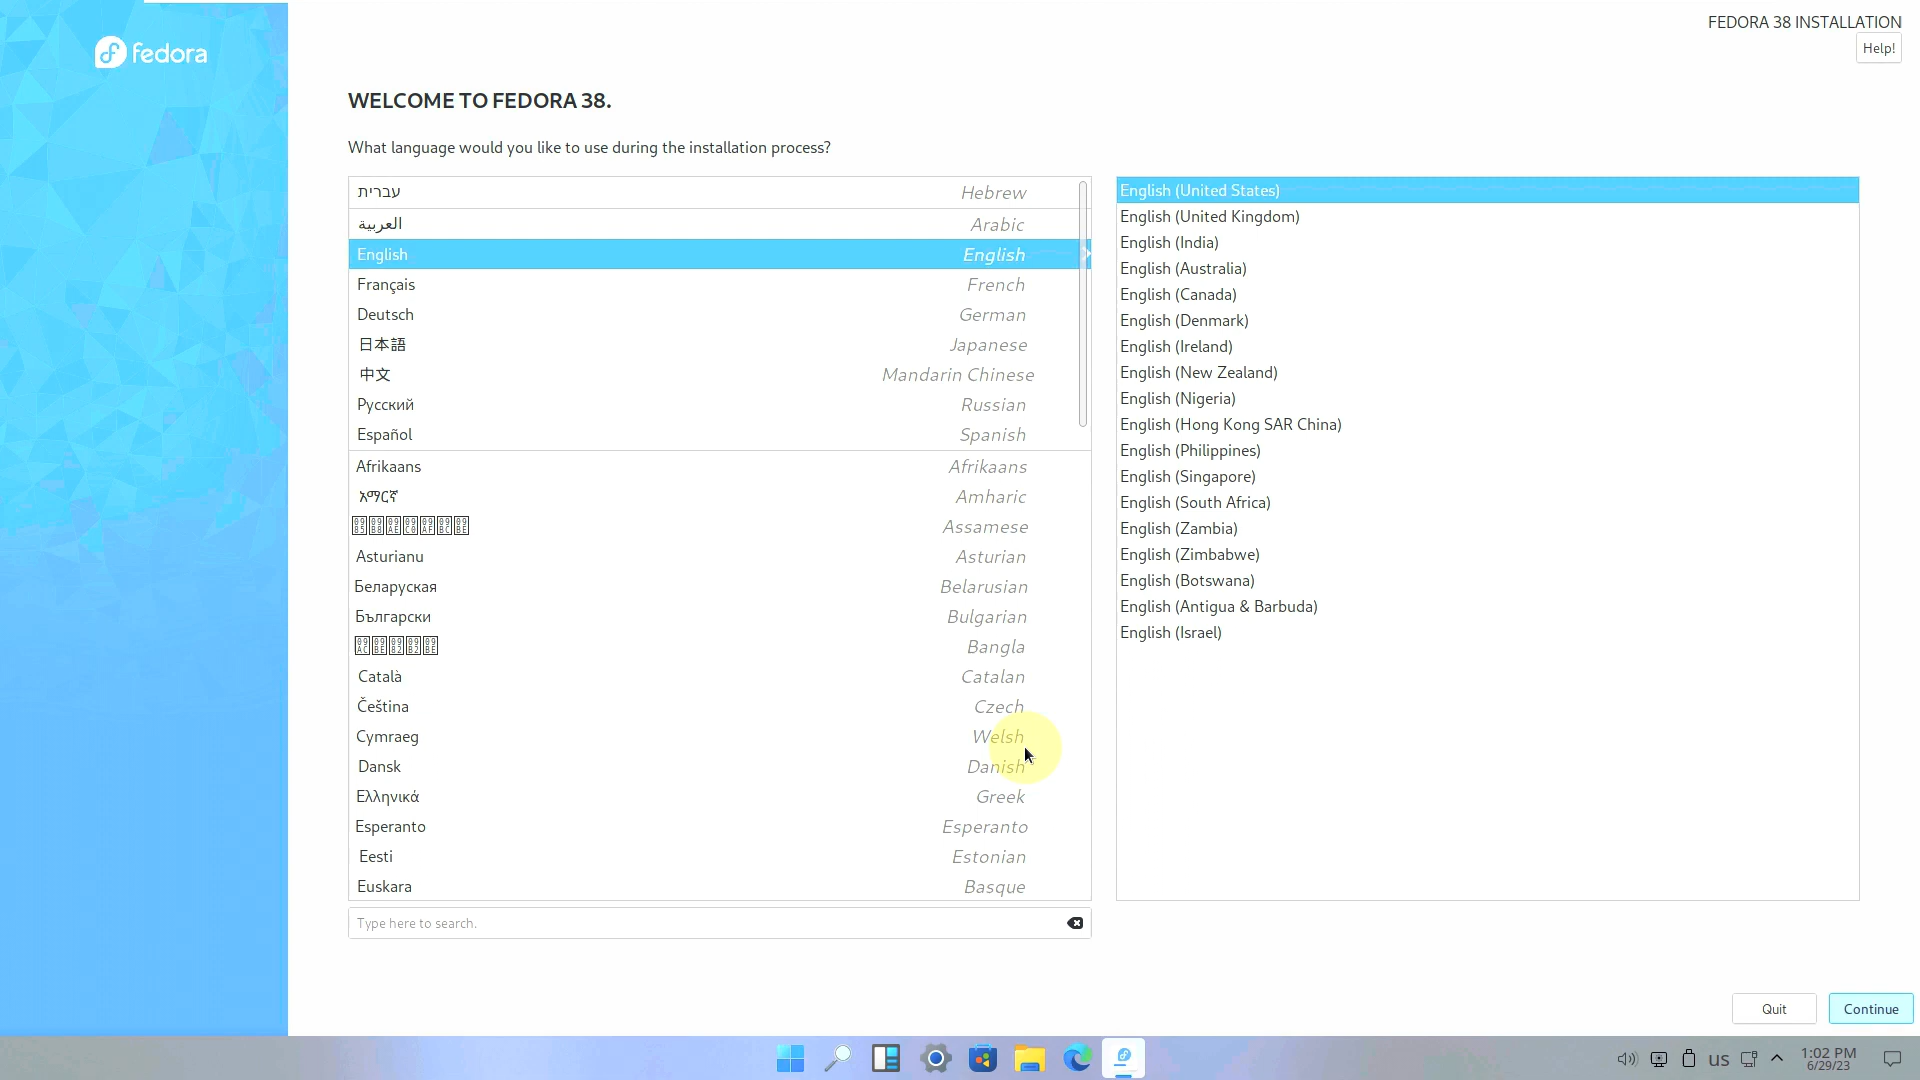 fedora
FEDORA 38 INSTALLATION
Help!
WELCOME TO FEDORA 38.
What language would you like to use during the installation process?
עברית Hebrew
العربية Arabic
English English
Français French
Deutsch German
日本語 Japanese
中文 Mandarin Chinese
Русский Russian
Español Spanish
Afrikaans Afrikaans
አማርኛ Amharic
Assamese
Asturianu Asturian
Беларуская Belarusian
Български Bulgarian
Bangla
Català Catalan
Čeština Czech
Cymraeg Welsh
Dansk Danish
Ελληνικά Greek
Esperanto Esperanto
Eesti Estonian
Euskara Basque
Type here to search.
English (United States)
English (United Kingdom)
English (India)
English (Australia)
English (Canada)
English (Denmark)
English (Ireland)
English (New Zealand)
English (Nigeria)
English (Hong Kong SAR China)
English (Philippines)
English (Singapore)
English (South Africa)
English (Zambia)
English (Zimbabwe)
English (Botswana)
English (Antigua & Barbuda)
English (Israel)
Quit
Continue
us
1:02 PM
6/29/23